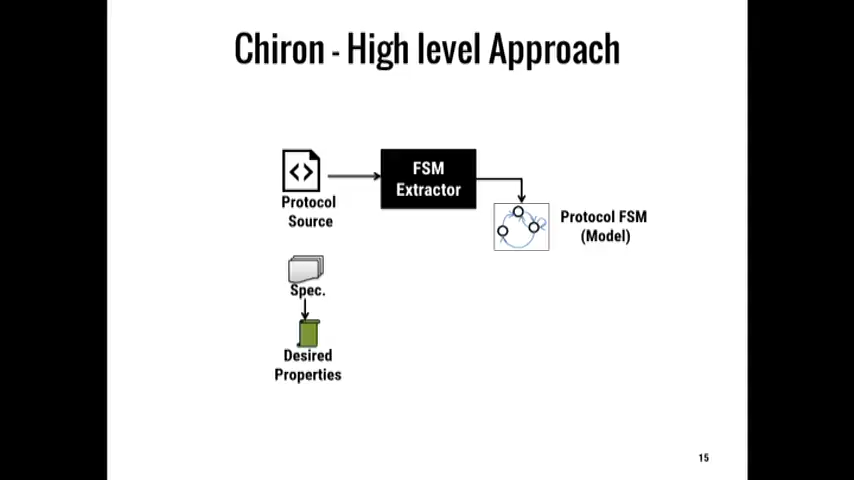 Chiron - High level Approach
FSM
Extractor
Protocol
Source
Protocol FSM
(Model)
Spec.
Desired
Properties
15